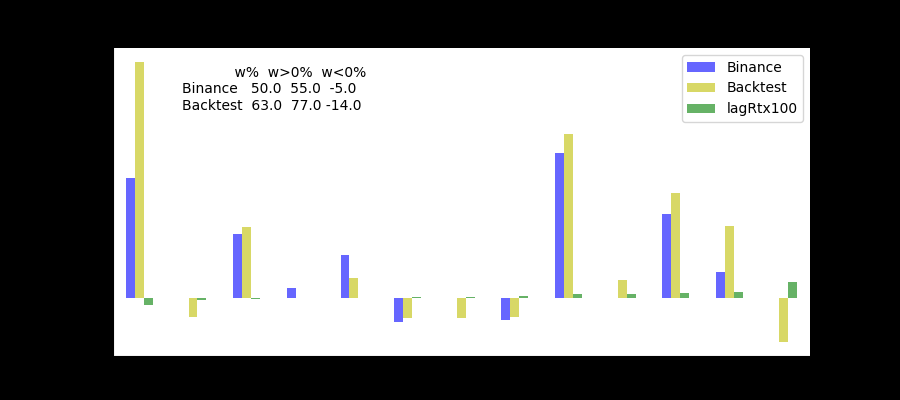 w% w>0% w<0%
Binance 50.0 55.0 -5.0
Backtest 63.0 77.0 -14.0
Binance
Backtest
lagRtx100